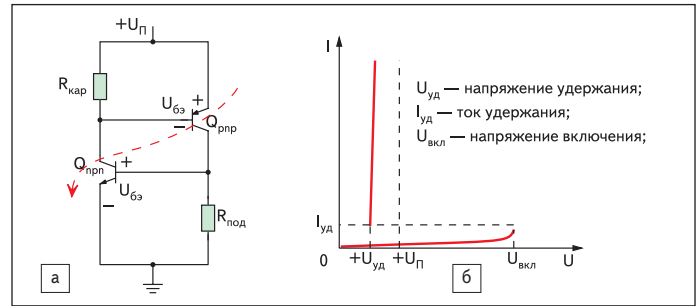 +U_П
R_кар
U_бэ
+
−
Q_pnp
Q_npn
+
U_бэ
−
R_под
а
I
U_уд — напряжение удержания;
I_уд — ток удержания;
U_вкл — напряжение включения;
I_уд
0
+U_уд
+U_П
U_вкл
U
б